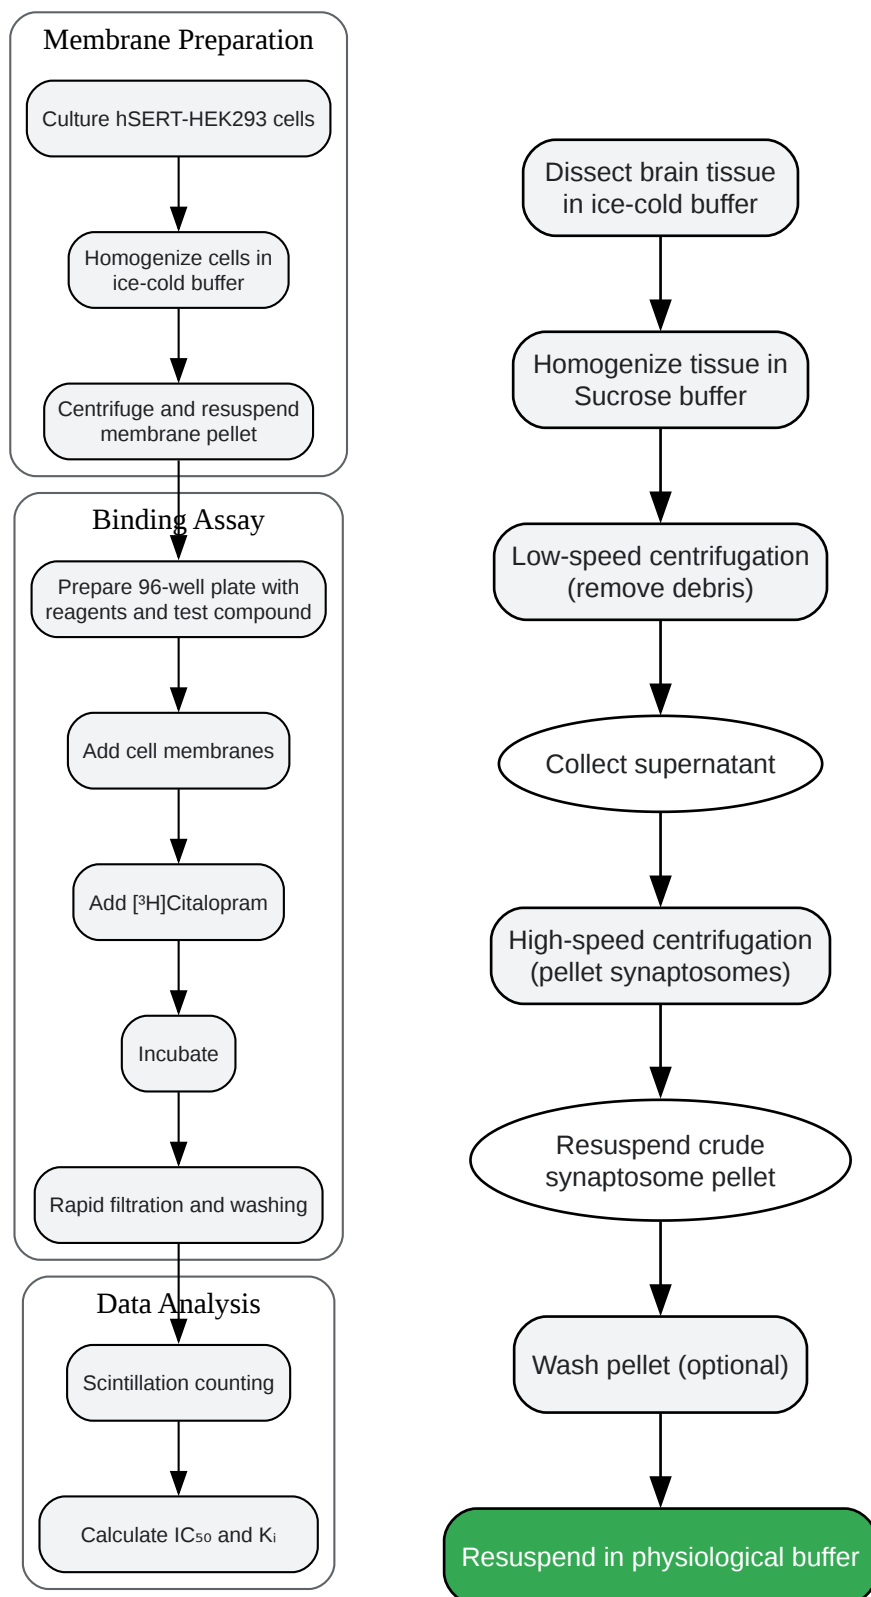 Membrane Preparation
Culture hSERT-HEK293 cells
Homogenize cells in
ice-cold buffer
Centrifuge and resuspend
membrane pellet
Binding Assay
Prepare 96-well plate with
reagents and test compound
Add cell membranes
Add [³H]Citalopram
Incubate
Rapid filtration and washing
Data Analysis
Scintillation counting
Calculate IC₅₀ and Kᵢ
Dissect brain tissue
in ice-cold buffer
Homogenize tissue in
Sucrose buffer
Low-speed centrifugation
(remove debris)
Collect supernatant
High-speed centrifugation
(pellet synaptosomes)
Resuspend crude
synaptosome pellet
Wash pellet (optional)
Resuspend in physiological buffer